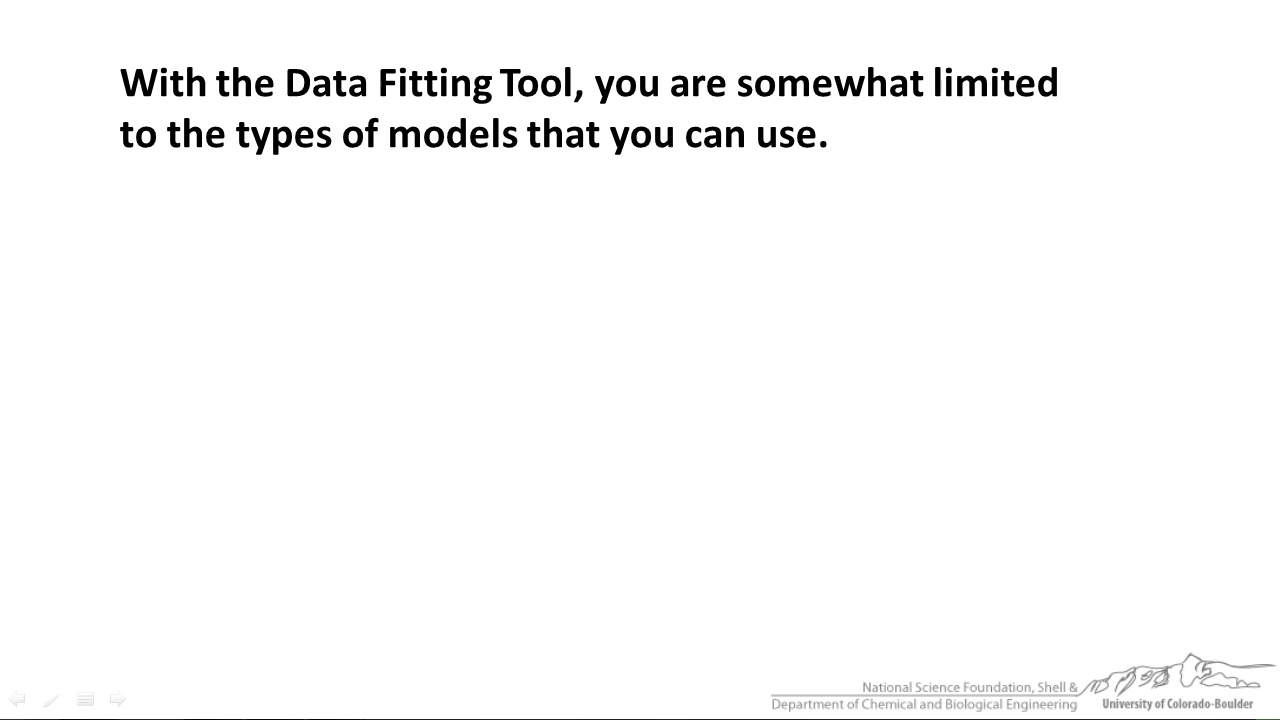 With the Data Fitting Tool, you are somewhat limited
to the types of models that you can use.
National Science Foundation, Shell &
Department of Chemical and Biological Engineering
University of Colorado-Boulder